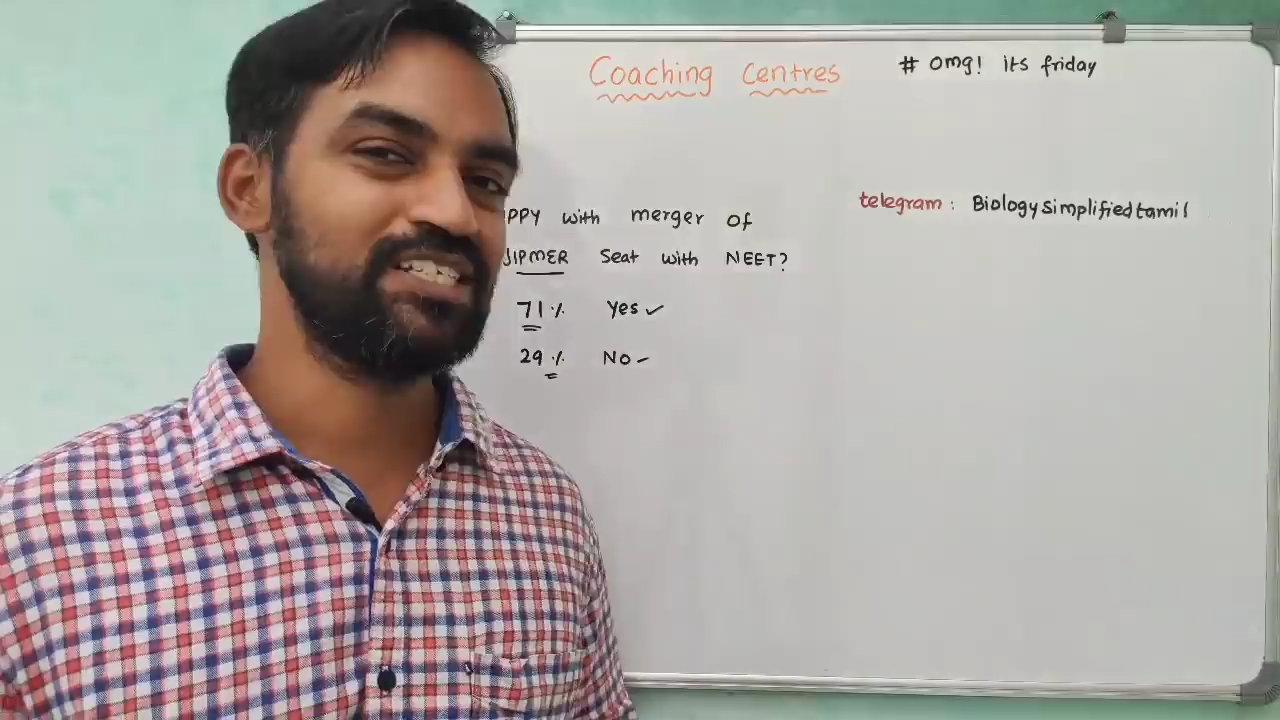 Coaching Centres
# omg! its friday
telegram: Biologysimplifiedtamil
ppy with merger of
JIPMER Seat with NEET?
71% Yes ✓
29% No